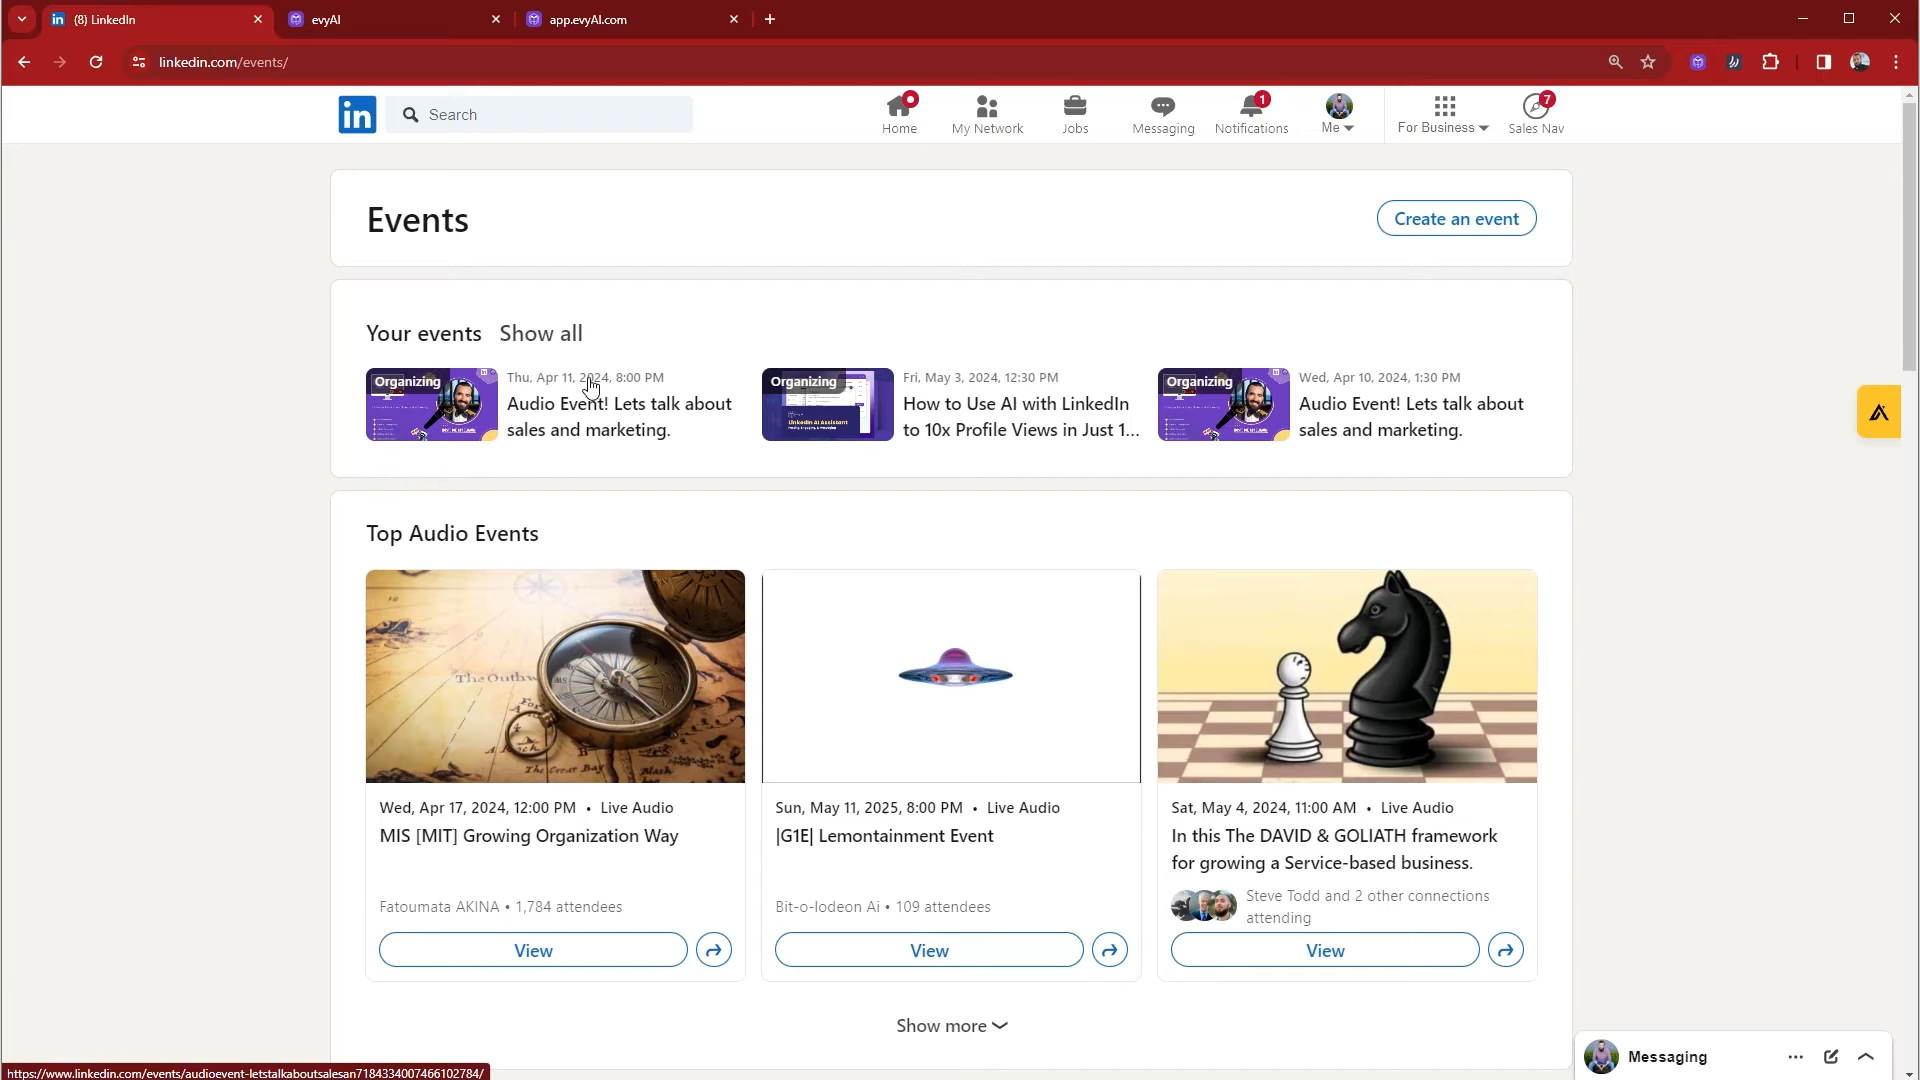 (8) LinkedIn
evyAI
app.evyAI.com
linkedin.com/events/
in
Search
Home
My Network
Jobs
Messaging
1
Notifications
Me
For Business
7
Sales Nav
Events
Create an event
Your events Show all
Organizing
Thu, Apr 11, 2024, 8:00 PM
Audio Event! Lets talk about
sales and marketing.
Organizing
Fri, May 3, 2024, 12:30 PM
How to Use AI with LinkedIn
to 10x Profile Views in Just 1...
LinkedIn AI Assistant
Organizing
Wed, Apr 10, 2024, 1:30 PM
Audio Event! Lets talk about
sales and marketing.
Top Audio Events
Wed, Apr 17, 2024, 12:00 PM • Live Audio
MIS [MIT] Growing Organization Way
Fatoumata AKINA • 1,784 attendees
View
Sun, May 11, 2025, 8:00 PM • Live Audio
|G1E| Lemontainment Event
Bit-o-lodeon Ai • 109 attendees
View
Sat, May 4, 2024, 11:00 AM • Live Audio
In this The DAVID & GOLIATH framework
for growing a Service-based business.
Steve Todd and 2 other connections
attending
View
Show more
Messaging
https://www.linkedin.com/events/audioevent-letstalkaboutsalesan7184334007466102784/